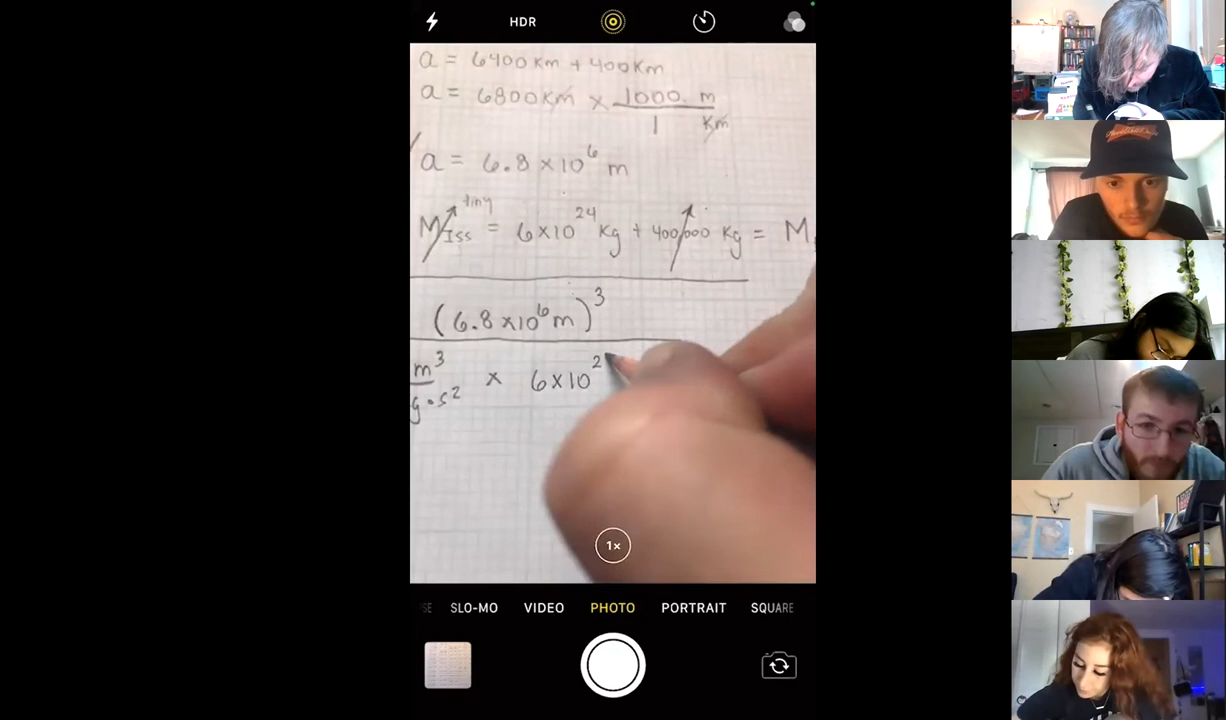 HDR
a = 6400 Km + 400 Km
a = 6800 Km × 1000 m
1 Km
a = 6.8 × 10⁶ m
tiny
M_Iss = 6×10²⁴ Kg + 400,000 Kg = M
(6.8 ×10⁶ m)³
m³ × 6×10²
g·s²
1×
SLO-MO VIDEO PHOTO PORTRAIT SQUARE